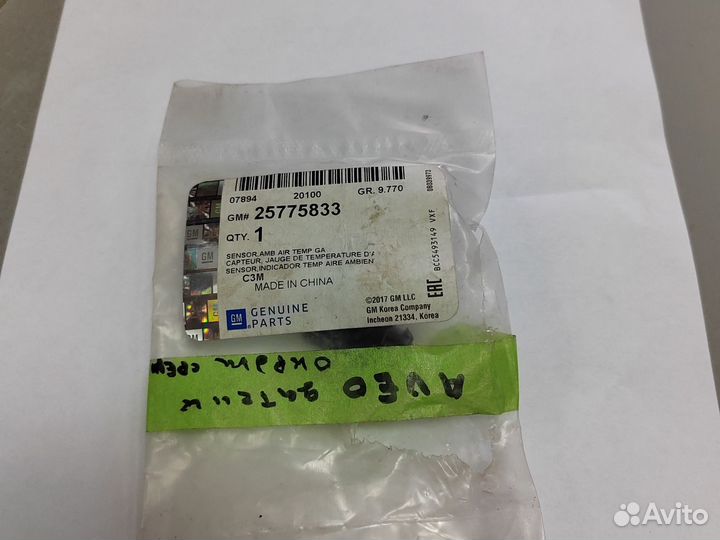 07894 20100 GR. 9.770
GM# 25775833
QTY. 1
SENSOR,AMB AIR TEMP GA
CAPTEUR, JAUGE DE TEMPERATURE D'A
SENSOR,INDICADOR TEMP AIRE AMBIEN
C3M
MADE IN CHINA
GM GENUINE
PARTS
©2017 GM LLC
GM Korea Company
Incheon 21334, Korea
EAC
BCC5493149 VXF
AVEO датчик
окруж сред
Avito